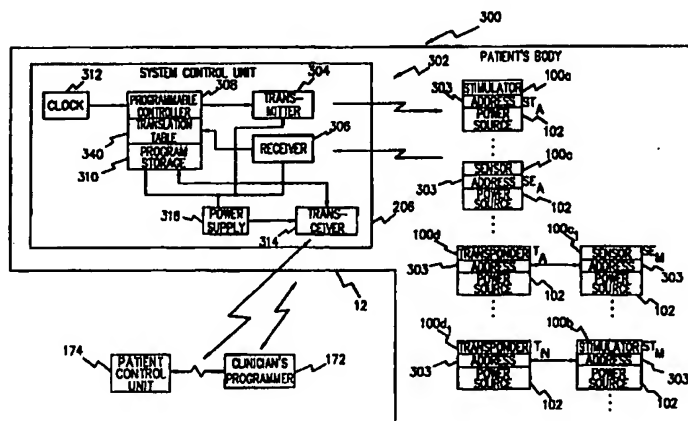 300
PATIENT'S BODY
SYSTEM CONTROL UNIT
302
312
308
304
CLOCK
PROGRAMMABLE
CONTROLLER
TRANSLATION
TABLE
PROGRAM
STORAGE
340
310
TRANS-
MITTER
306
RECEIVER
318
POWER
SUPPLY
314
TRANS-
CEIVER
206
12
174
PATIENT
CONTROL
UNIT
CLINICIAN'S
PROGRAMMER
172
303
STIMULATOR
ADDRESS
POWER
SOURCE
100a
ST A
102
303
SENSOR
ADDRESS
POWER
SOURCE
100c
SE A
102
100d
303
TRANSPONDER
ADDRESS
POWER
SOURCE
T A
102
100c1
SENSOR
ADDRESS
POWER
SOURCE
SE M
303
102
100d1
303
TRANSPONDER
ADDRESS
POWER
SOURCE
T N
102
100b
STIMULATOR
ADDRESS
POWER
SOURCE
ST M
303
102